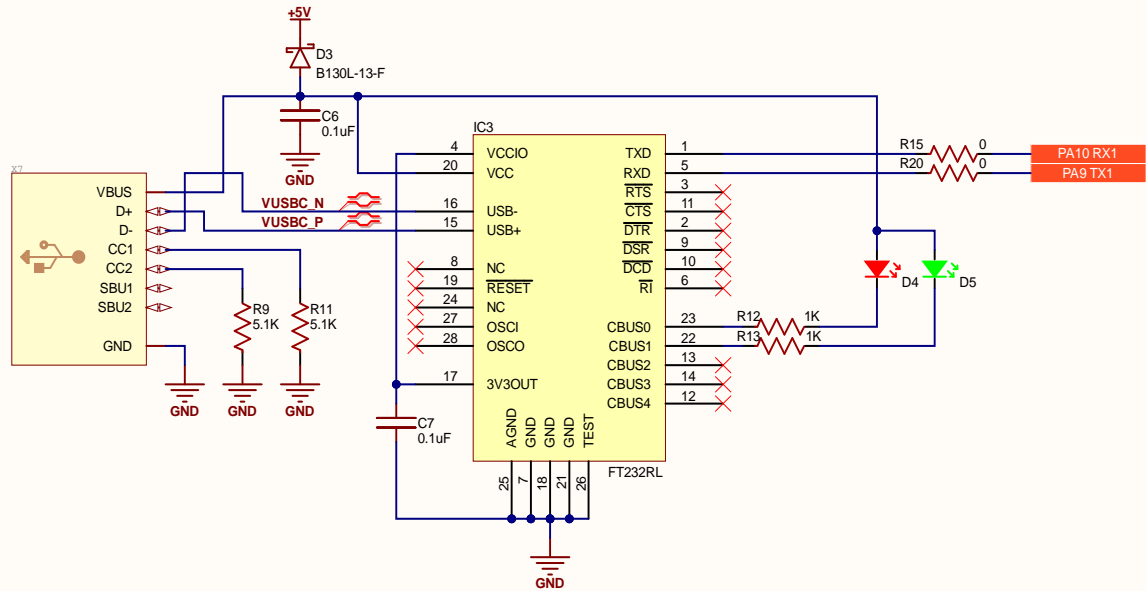 +5V
D3
B130L-13-F
C6
0.1uF
GND
X7
VBUS
D+
D-
CC1
CC2
SBU1
SBU2
GND
VUSBC_N
VUSBC_P
R9
5.1K
R11
5.1K
GND
GND
GND
IC3
4 VCCIO
20 VCC
16 USB-
15 USB+
8 NC
19 RESET
24 NC
27 OSCI
28 OSCO
17 3V3OUT
C7
0.1uF
AGND 25
GND 7
GND 18
GND 21
TEST 26
GND
FT232RL
TXD 1
RXD 5
RTS 3
CTS 11
DTR 2
DSR 9
DCD 10
RI 6
CBUS0 23
CBUS1 22
CBUS2 13
CBUS3 14
CBUS4 12
R15 0
R20 0
PA10 RX1
PA9 TX1
D4
D5
R12 1K
R13 1K